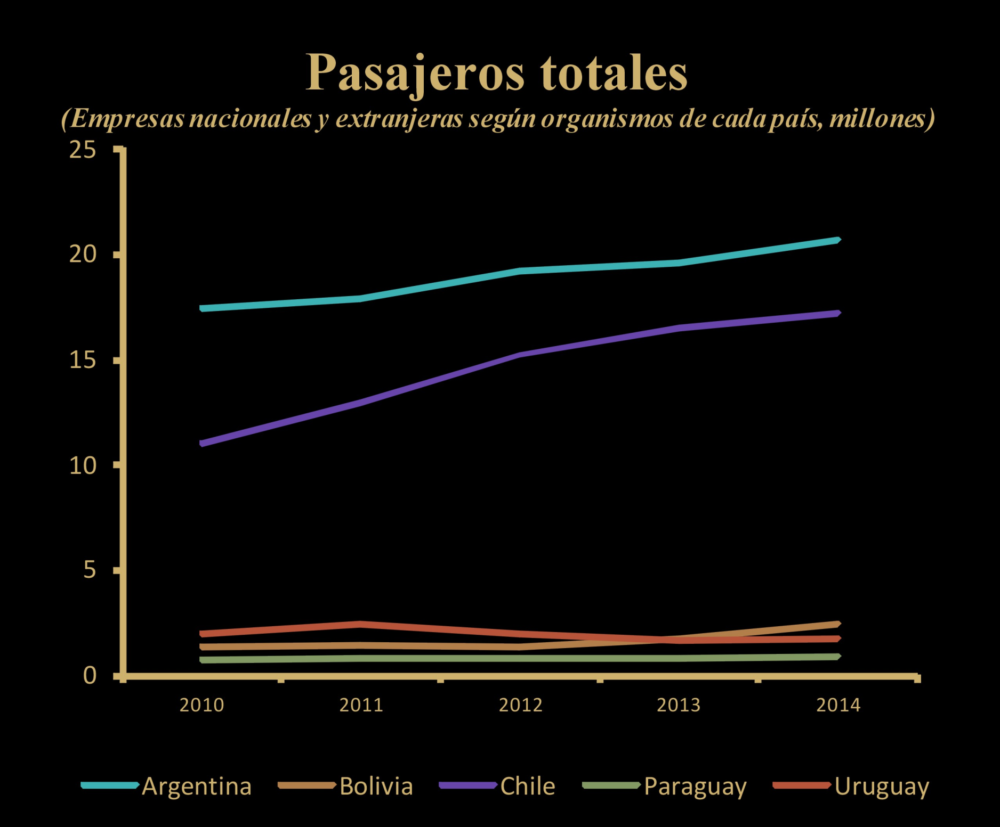 Pasajeros totales
(Empresas nacionales y extranjeras según organismos de cada país, millones)
25
20
15
10
5
0
2010 2011 2012 2013 2014
Argentina Bolivia Chile Paraguay Uruguay